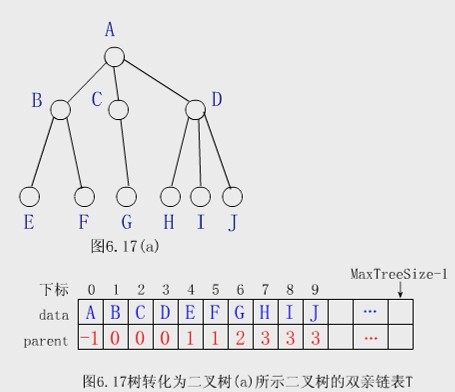 A
B C D
E F G H I J
图6.17(a)
MaxTreeSize-1
下标 0 1 2 3 4 5 6 7 8 9
data A B C D E F G H I J …
parent -1 0 0 0 1 1 2 3 3 3 …
图6.17树转化为二叉树(a)所示二叉树的双亲链表T